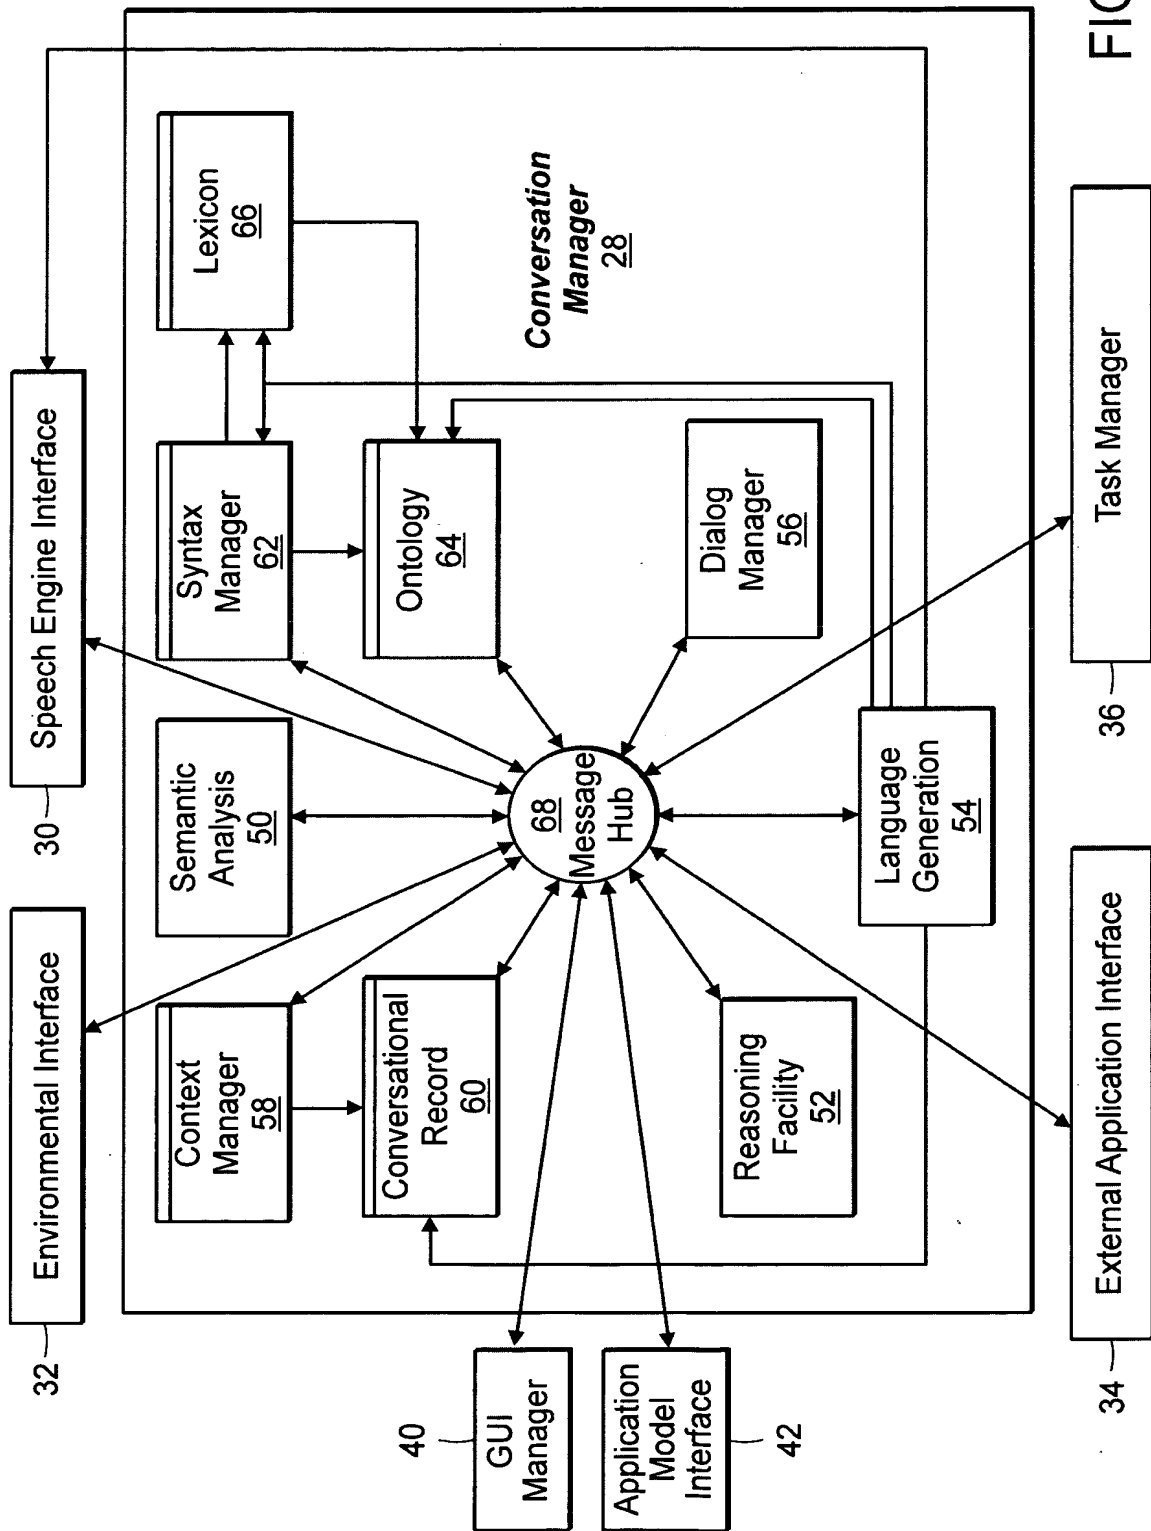 32
Environmental Interface
30
Speech Engine Interface
Context
Manager
58
Semantic
Analysis
50
Syntax
Manager
62
Lexicon
66
Conversational
Record
60
Ontology
64
40
GUI
Manager
68
Message
Hub
Conversation
Manager
28
Application
Model
Interface
42
Reasoning
Facility
52
Dialog
Manager
56
Language
Generation
54
34
External Application Interface
36
Task Manager
FIG